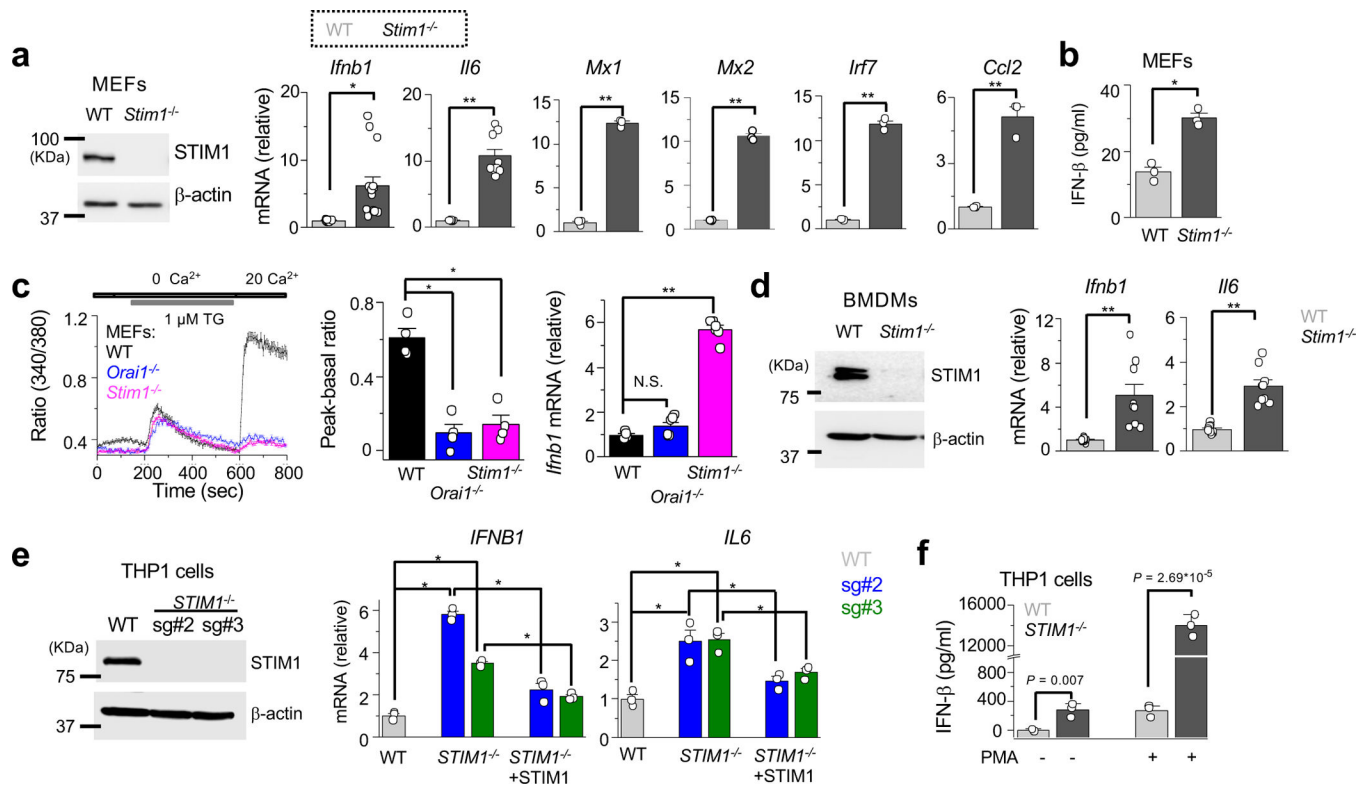 WT Stim1-/-
a
MEFs
WT Stim1-/-
100
(KDa)
37
STIM1
β-actin
mRNA (relative)
Ifnb1
*
20
15
10
5
0
Il6
**
20
15
10
5
0
Mx1
**
15
10
5
0
Mx2
**
15
10
5
0
Irf7
**
15
10
5
0
Ccl2
**
6
3
0
b
MEFs
*
IFN-β (pg/ml)
40
20
0
WT Stim1-/-
c
0 Ca2+ 20 Ca2+
1 μM TG
MEFs:
WT
Orai1-/-
Stim1-/-
Ratio (340/380)
1.2
0.8
0.4
0 200 400 600 800
Time (sec)
Peak-basal ratio
0.8
0.4
0
*
*
WT Stim1-/-
Orai1-/-
Ifnb1 mRNA (relative)
6
4
2
0
**
N.S.
WT Stim1-/-
Orai1-/-
d
BMDMs
WT Stim1-/-
(KDa)
75
37
STIM1
β-actin
mRNA (relative)
Ifnb1
**
12
8
4
0
Il6
**
6
4
2
0
WT
Stim1-/-
e
THP1 cells
STIM1-/-
WT sg#2 sg#3
(KDa)
75
37
STIM1
β-actin
mRNA (relative)
IFNB1
*
*
*
*
6
4
2
0
WT STIM1-/- STIM1-/-
+STIM1
IL6
*
*
*
*
3
2
1
0
WT STIM1-/- STIM1-/-
+STIM1
WT
sg#2
sg#3
f
THP1 cells
WT
STIM1-/-
P = 2.69*10-5
P = 0.007
IFN-β (pg/ml)
16000
12000
800
400
0
PMA - - + +